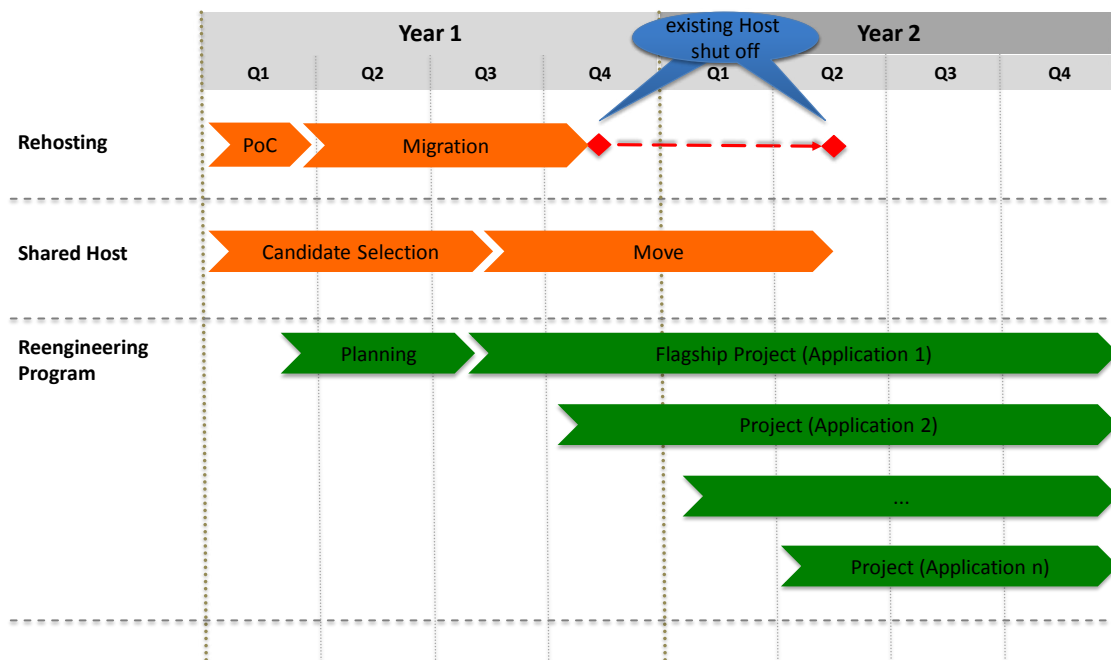 Year 1
existing Host
shut off
Year 2
Q1
Q2
Q3
Q4
Q1
Q2
Q3
Q4
Rehosting
PoC
Migration
Shared Host
Candidate Selection
Move
Reengineering
Program
Planning
Flagship Project (Application 1)
Project (Application 2)
...
Project (Application n)